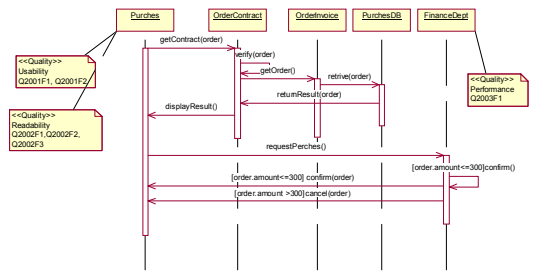 Purches
OrderContract
OrderInvoice
PurchesDB
FinanceDept
getContract(order)
verify(order)
getOrder()
retrive(order)
returnResult(order)
displayResult()
<<Quality>>
Usability
Q2001F1, Q2001F2
<<Quality>>
Performance
Q2003F1
<<Quality>>
Readability
Q2002F1,Q2002F2,
Q2002F3
requestPerches()
[order.amount<=300]confirm()
[order.amount<=300] confirm(order)
[order.amount >300]cancel(order)